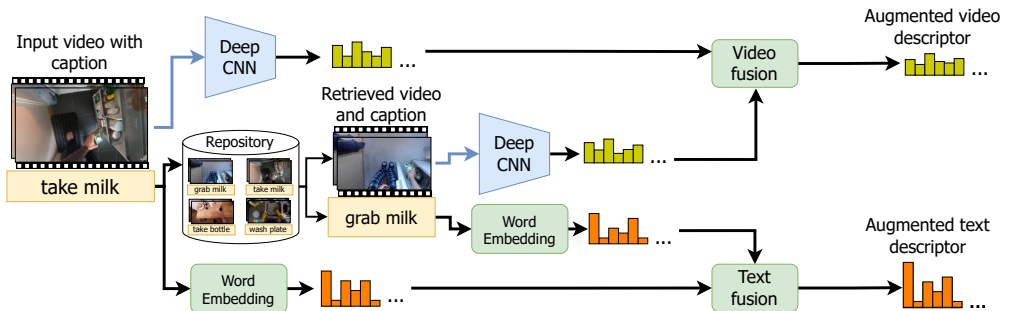 Input video with
caption
take milk
Deep
CNN
...
Video
fusion
Augmented video
descriptor
...
Repository
grab milk
take milk
take bottle
wash plate
Retrieved video
and caption
grab milk
Deep
CNN
...
Word
Embedding
...
Word
Embedding
...
Text
fusion
Augmented text
descriptor
...